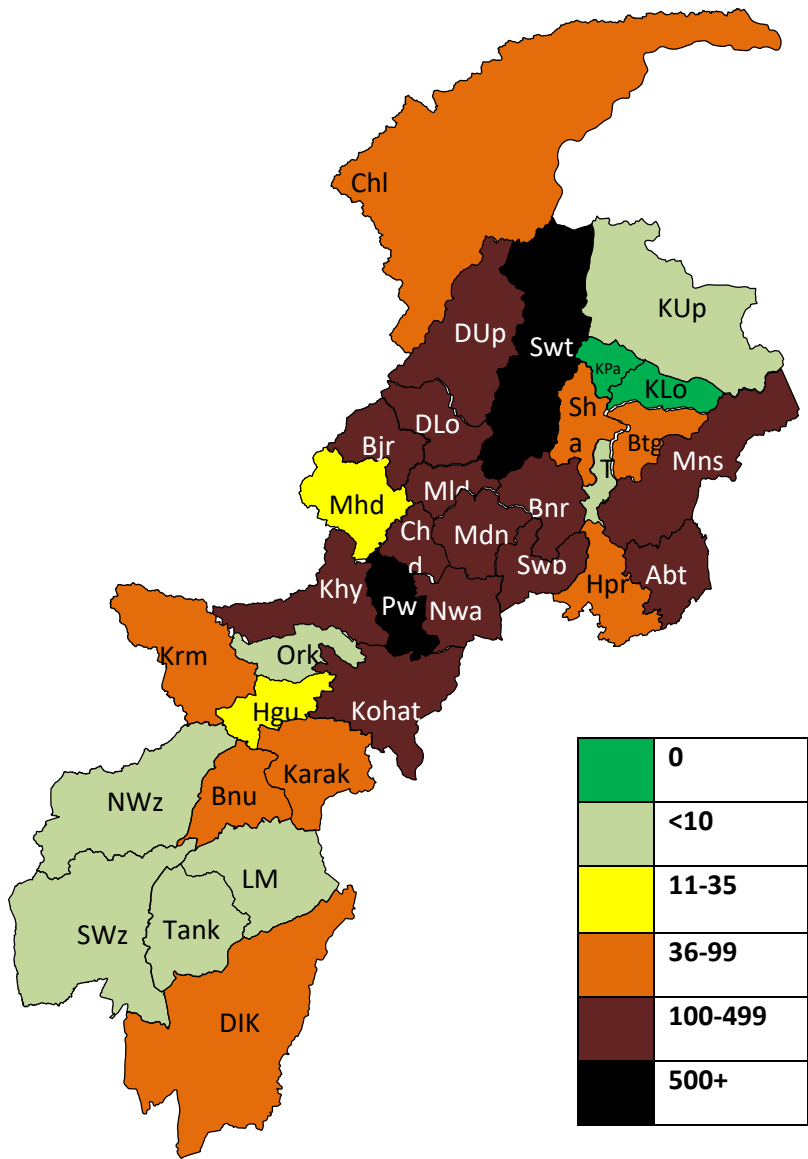 Chl
KUp
DUp
Swt
KPa
KLo
Sh
a
DLo
Btg
Bjr
Mns
T
Mld
Mhd
Bnr
Ch
d
Mdn
Swb
Abt
Hpr
Khy
Pw
Nwa
Krm
Ork
Hgu
Kohat
Karak
NWz
Bnu
LM
SWz
Tank
DIK
0
<10
11-35
36-99
100-499
500+